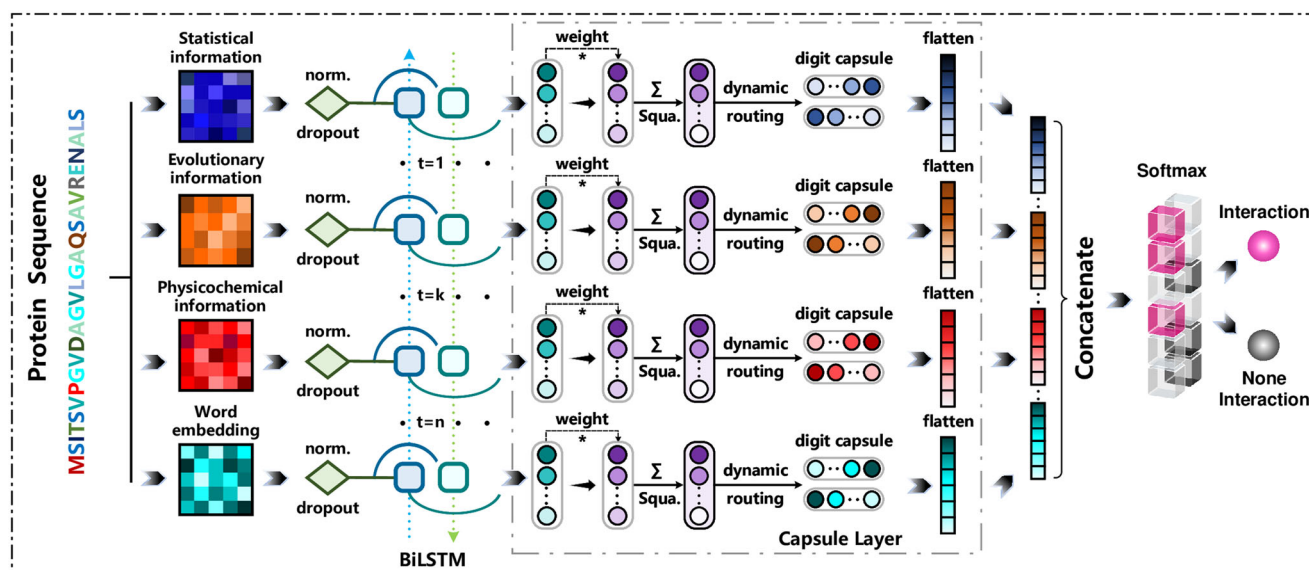 Protein Sequence
MSITSVPGVDAGVLGAQSAVRENALS
Statistical
information
norm.
dropout
weight
*
Σ
Squa.
dynamic
routing
digit capsule
flatten
t=1
Evolutionary
information
norm.
dropout
weight
*
Σ
Squa.
dynamic
routing
digit capsule
flatten
t=k
Physicochemical
information
norm.
dropout
weight
*
Σ
Squa.
dynamic
routing
digit capsule
flatten
t=n
Word
embedding
norm.
dropout
weight
*
Σ
Squa.
dynamic
routing
digit capsule
flatten
BiLSTM
Capsule Layer
Concatenate
Softmax
Interaction
None
Interaction